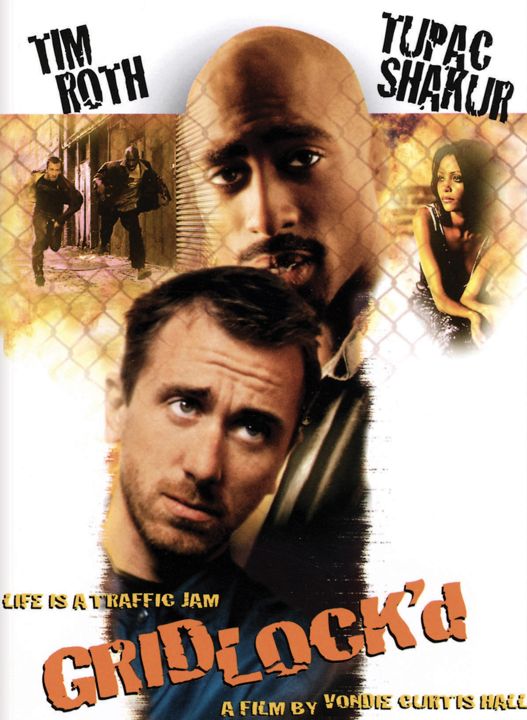 TIM
ROTH
TUPAC
SHAKUR
LIFE IS A TRAFFIC JAM
GRIDLOCK'd
A FILM BY VONDIE CURTIS HALL